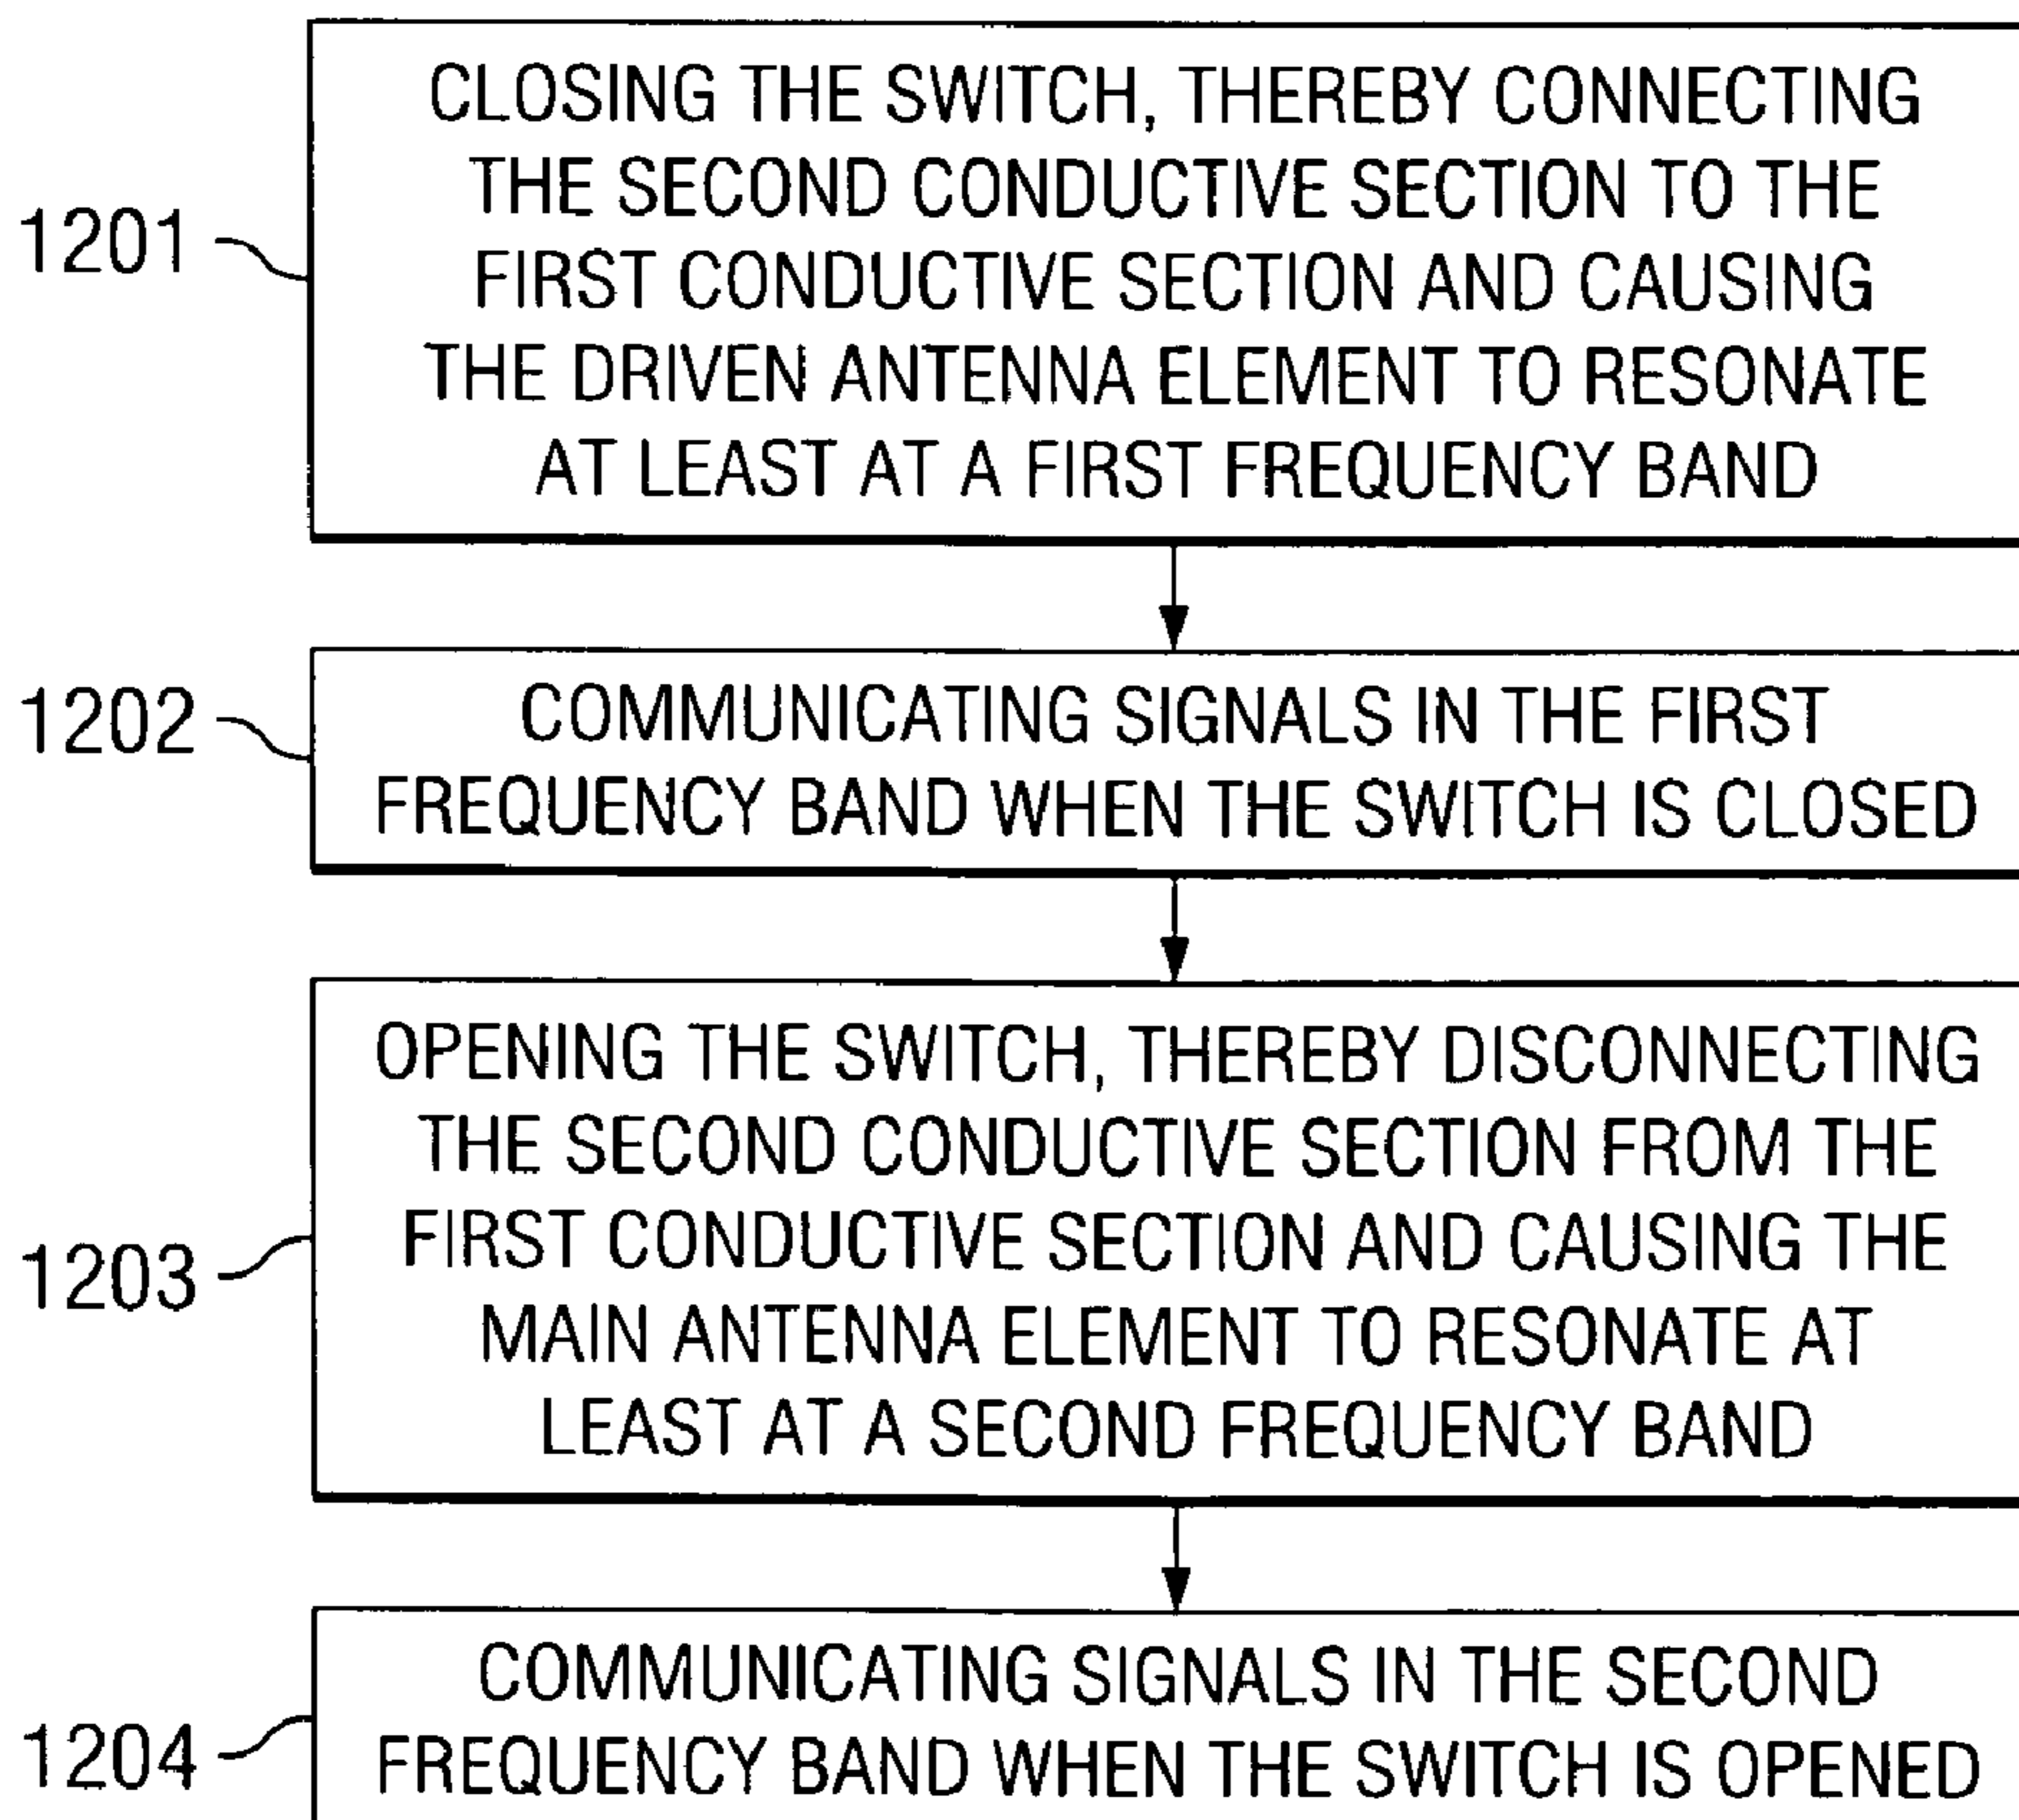 CLOSING THE SWITCH, THEREBY CONNECTING
THE SECOND CONDUCTIVE SECTION TO THE
FIRST CONDUCTIVE SECTION AND CAUSING
THE DRIVEN ANTENNA ELEMENT TO RESONATE
AT LEAST AT A FIRST FREQUENCY BAND
1201
COMMUNICATING SIGNALS IN THE FIRST
FREQUENCY BAND WHEN THE SWITCH IS CLOSED
1202
OPENING THE SWITCH, THEREBY DISCONNECTING
THE SECOND CONDUCTIVE SECTION FROM THE
FIRST CONDUCTIVE SECTION AND CAUSING THE
MAIN ANTENNA ELEMENT TO RESONATE AT
LEAST AT A SECOND FREQUENCY BAND
1203
COMMUNICATING SIGNALS IN THE SECOND
FREQUENCY BAND WHEN THE SWITCH IS OPENED
1204